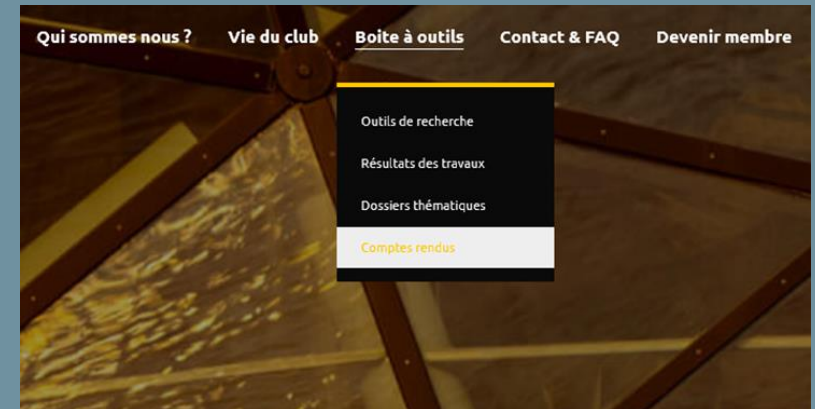 Qui sommes nous ?
Vie du club
Boite à outils
Contact & FAQ
Devenir membre
Outils de recherche
Résultats des travaux
Dossiers thématiques
Comptes rendus